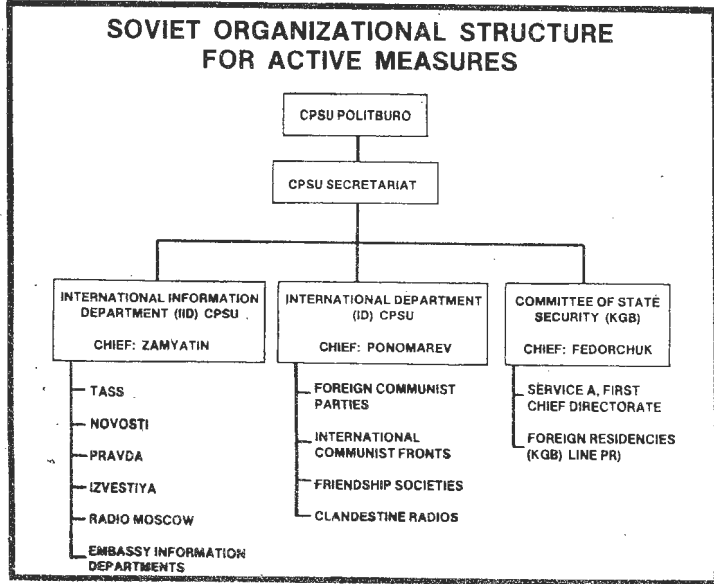 SOVIET ORGANIZATIONAL STRUCTURE
FOR ACTIVE MEASURES
CPSU POLITBURO
CPSU SECRETARIAT
INTERNATIONAL INFORMATION
DEPARTMENT (IID) CPSU
CHIEF: ZAMYATIN
TASS
NOVOSTI
PRAVDA
IZVESTIYA
RADIO MOSCOW
EMBASSY INFORMATION
DEPARTMENTS
INTERNATIONAL DEPARTMENT
(ID) CPSU
CHIEF: PONOMAREV
FOREIGN COMMUNIST
PARTIES
INTERNATIONAL
COMMUNIST FRONTS
FRIENDSHIP SOCIETIES
CLANDESTINE RADIOS
COMMITTEE OF STATE
SECURITY (KGB)
CHIEF: FEDORCHUK
SERVICE A, FIRST
CHIEF DIRECTORATE
FOREIGN RESIDENCIES
(KGB) LINE PR)